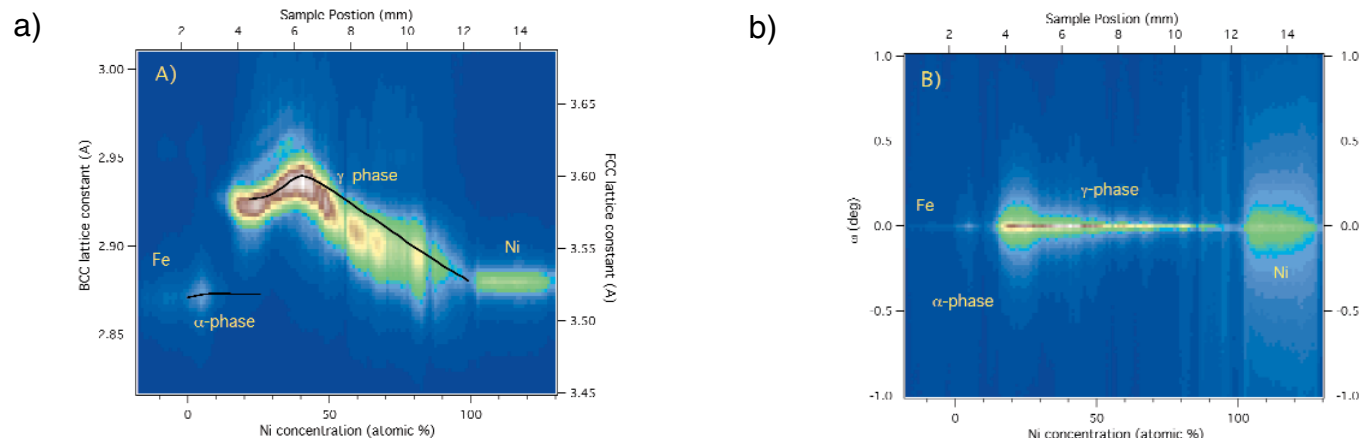 a)
Sample Postion (mm)
2 4 6 8 10 12 14
A)
3.00
2.95
2.90
2.85
BCC lattice constant (A)
3.65
3.60
3.55
3.50
3.45
FCC lattice constant (A)
γ phase
Fe
Ni
α-phase
0 50 100
Ni concentration (atomic %)
b)
Sample Postion (mm)
2 4 6 8 10 12 14
B)
1.0
0.5
0.0
-0.5
-1.0
ω (deg)
1.0
0.5
0.0
-0.5
-1.0
γ-phase
Fe
Ni
α-phase
0 50 100
Ni concentration (atomic %)